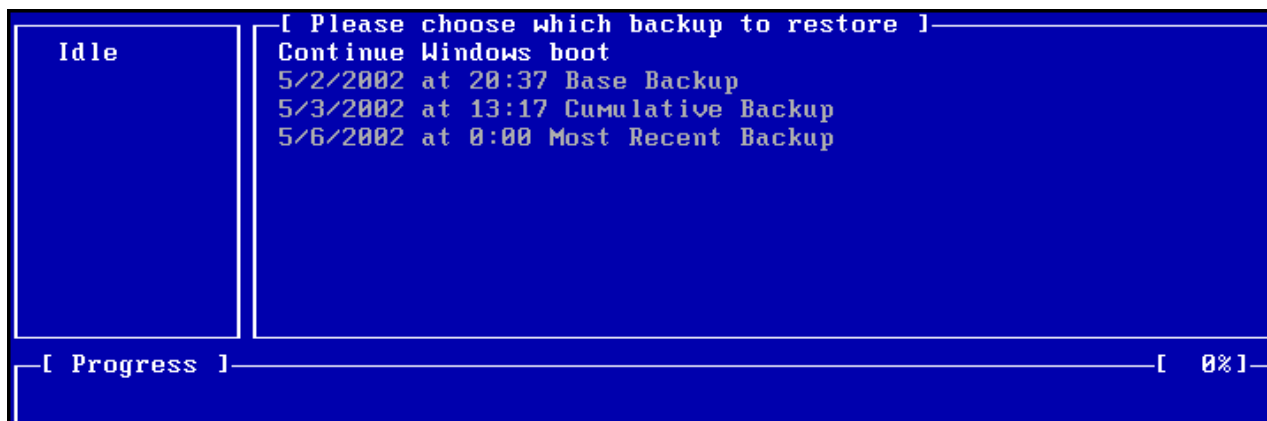 [ Please choose which backup to restore ]
Idle
Continue Windows boot
5/2/2002 at 20:37 Base Backup
5/3/2002 at 13:17 Cumulative Backup
5/6/2002 at 0:00 Most Recent Backup
[ Progress ] [ 0%]